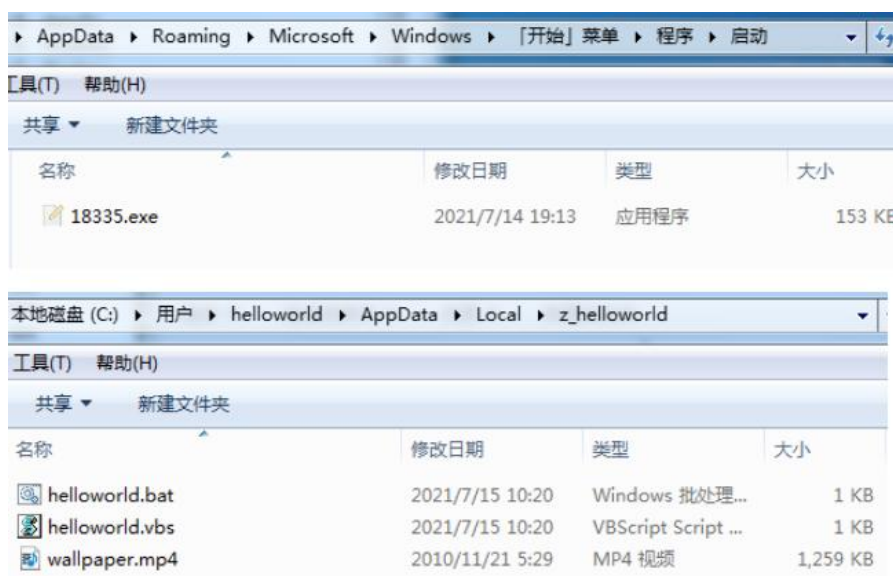 AppData Roaming Microsoft Windows 「开始」菜单 程序 启动
工具(T) 帮助(H)
共享 新建文件夹
名称 修改日期 类型 大小
18335.exe 2021/7/14 19:13 应用程序 153 KB
本地磁盘 (C:) 用户 helloworld AppData Local z_helloworld
工具(T) 帮助(H)
共享 新建文件夹
名称 修改日期 类型 大小
helloworld.bat 2021/7/15 10:20 Windows 批处理... 1 KB
helloworld.vbs 2021/7/15 10:20 VBScript Script ... 1 KB
wallpaper.mp4 2010/11/21 5:29 MP4 视频 1,259 KB